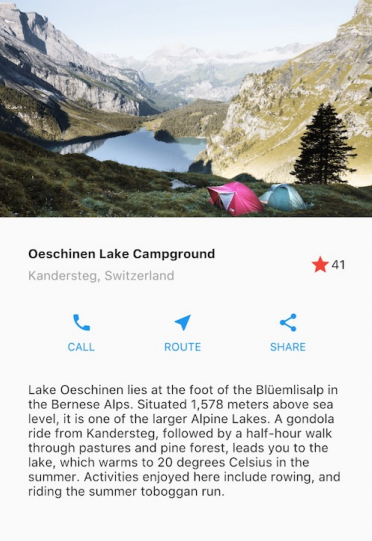 Oeschinen Lake Campground
Kandersteg, Switzerland
41
CALL
ROUTE
SHARE
Lake Oeschinen lies at the foot of the Blüemlisalp in
the Bernese Alps. Situated 1,578 meters above sea
level, it is one of the larger Alpine Lakes. A gondola
ride from Kandersteg, followed by a half-hour walk
through pastures and pine forest, leads you to the
lake, which warms to 20 degrees Celsius in the
summer. Activities enjoyed here include rowing, and
riding the summer toboggan run.